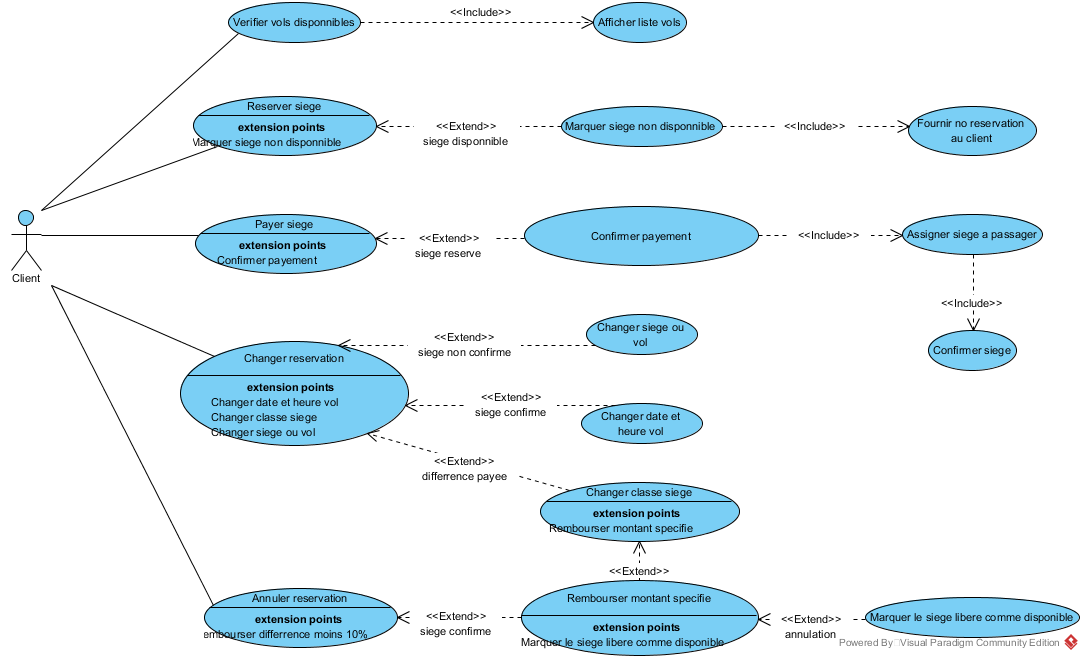 Verifier vols disponnibles
<<Include>>
Afficher liste vols
Reserver siege
extension points
Marquer siege non disponnible
<<Extend>>
siege disponible
Marquer siege non disponnible
<<Include>>
Fournir no reservation
au client
Payer siege
extension points
Confirmer payement
<<Extend>>
siege reserve
Confirmer payement
<<Include>>
Assigner siege a passager
<<Include>>
Confirmer siege
Client
Changer reservation
extension points
Changer date et heure vol
Changer classe siege
Changer siege ou vol
<<Extend>>
siege non confirme
Changer siege ou
vol
<<Extend>>
siege confirme
Changer date et
heure vol
<<Extend>>
differrence payee
Changer classe siege
extension points
Rembourser montant specifie
<<Extend>>
Annuler reservation
extension points
embourser differrence moins 10%
<<Extend>>
siege confirme
Rembourser montant specifie
extension points
Marquer le siege libere comme disponible
<<Extend>>
annulation
Marquer le siege libere comme disponible
Powered By Visual Paradigm Community Edition